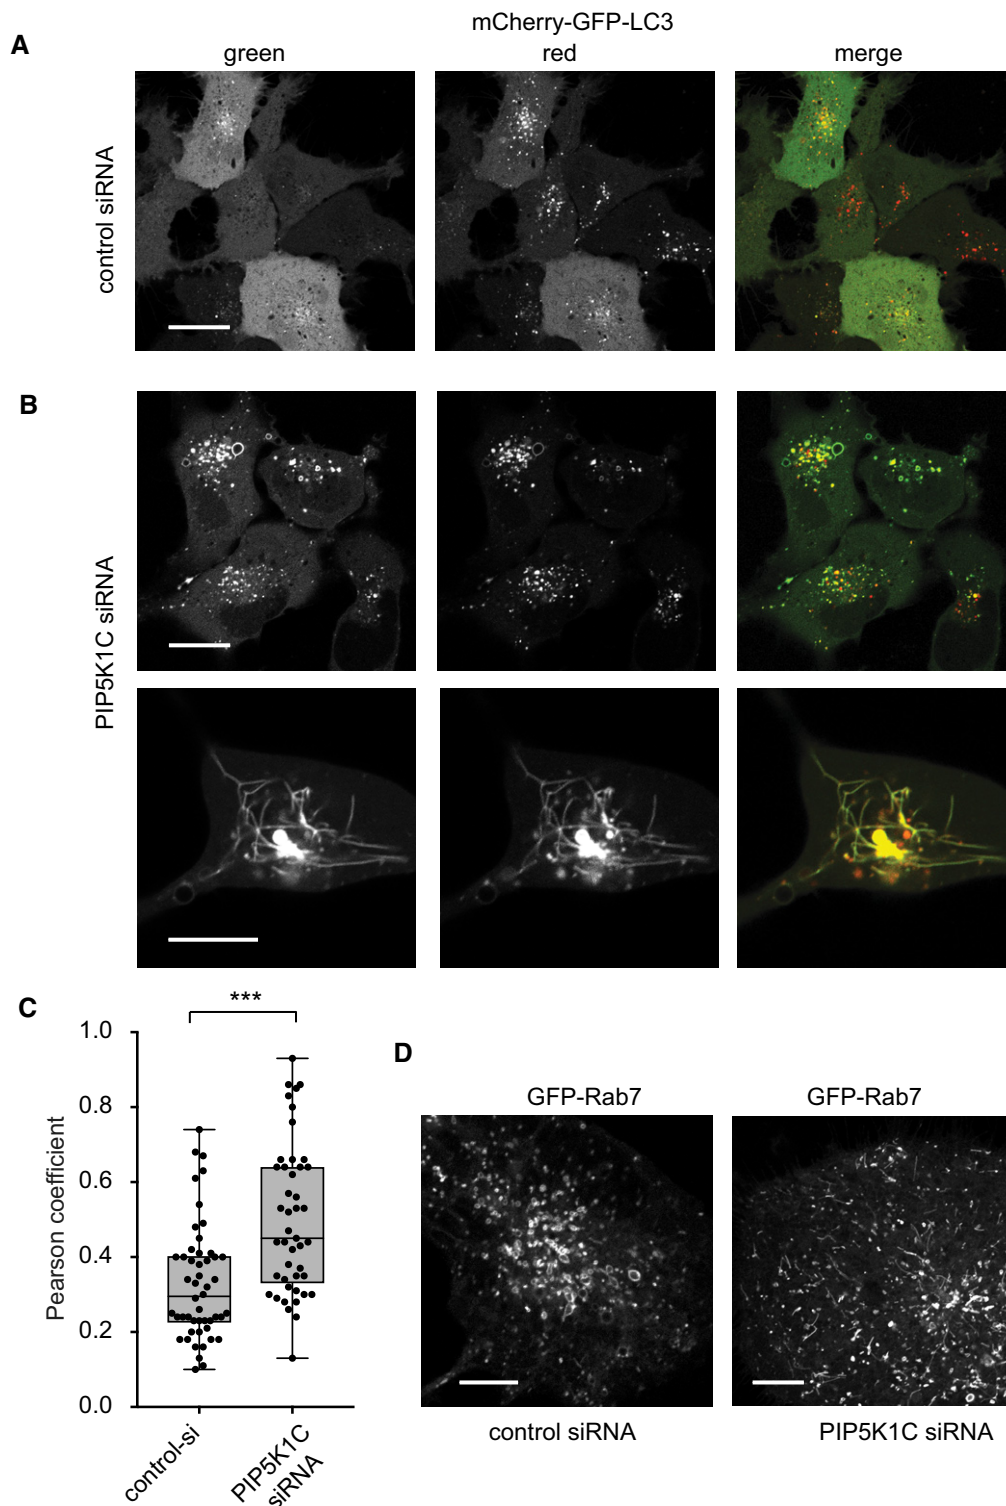 mCherry-GFP-LC3
A
green
red
merge
control siRNA
B
PIP5K1C siRNA
C
***
1.0
0.8
0.6
0.4
0.2
0.0
Pearson coefficient
control-si
PIP5K1C
siRNA
D
GFP-Rab7
GFP-Rab7
control siRNA
PIP5K1C siRNA